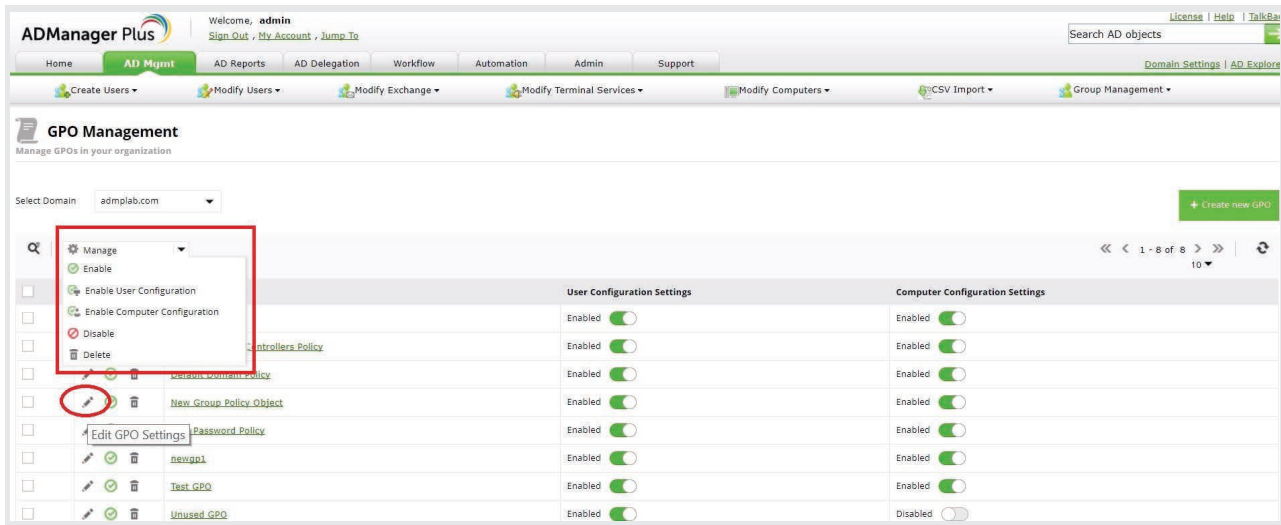 License | Help | TalkBa
ADManager Plus
Welcome, admin
Sign Out , My Account , Jump To
Search AD objects
Home AD Mgmt AD Reports AD Delegation Workflow Automation Admin Support
Domain Settings | AD Explore
Create Users Modify Users Modify Exchange Modify Terminal Services Modify Computers CSV Import Group Management
GPO Management
Manage GPOs in your organization
Select Domain admplab.com
+ Create new GPO
Manage
1 - 8 of 8
10
Enable
Enable User Configuration
Enable Computer Configuration
Disable
Delete
User Configuration Settings Computer Configuration Settings
Enabled Enabled
Controllers Policy Enabled Enabled
Default Domain Policy Enabled Enabled
New Group Policy Object Enabled Enabled
Edit GPO Settings Password Policy Enabled Enabled
newgp1 Enabled Enabled
Test GPO Enabled Enabled
Unused GPO Enabled Disabled